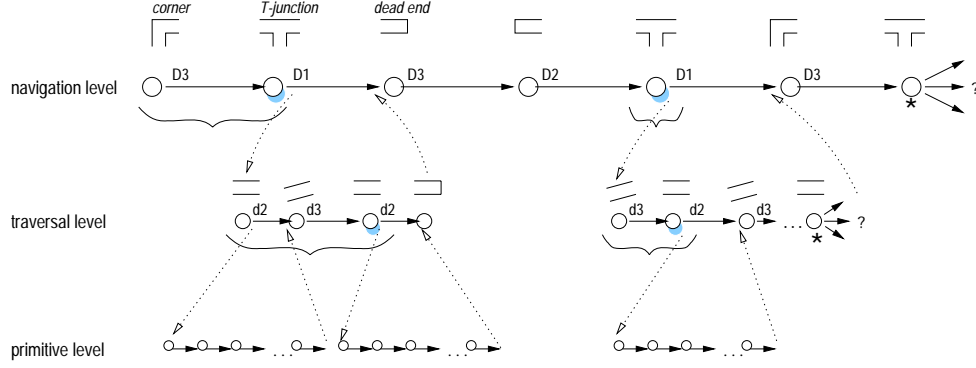 corner T-junction dead end
D3 D1 D3 D2 D1 D3
navigation level * ?
d2 d3 d2 d3 d2 d3
traversal level ... * ?
primitive level ... ... ...